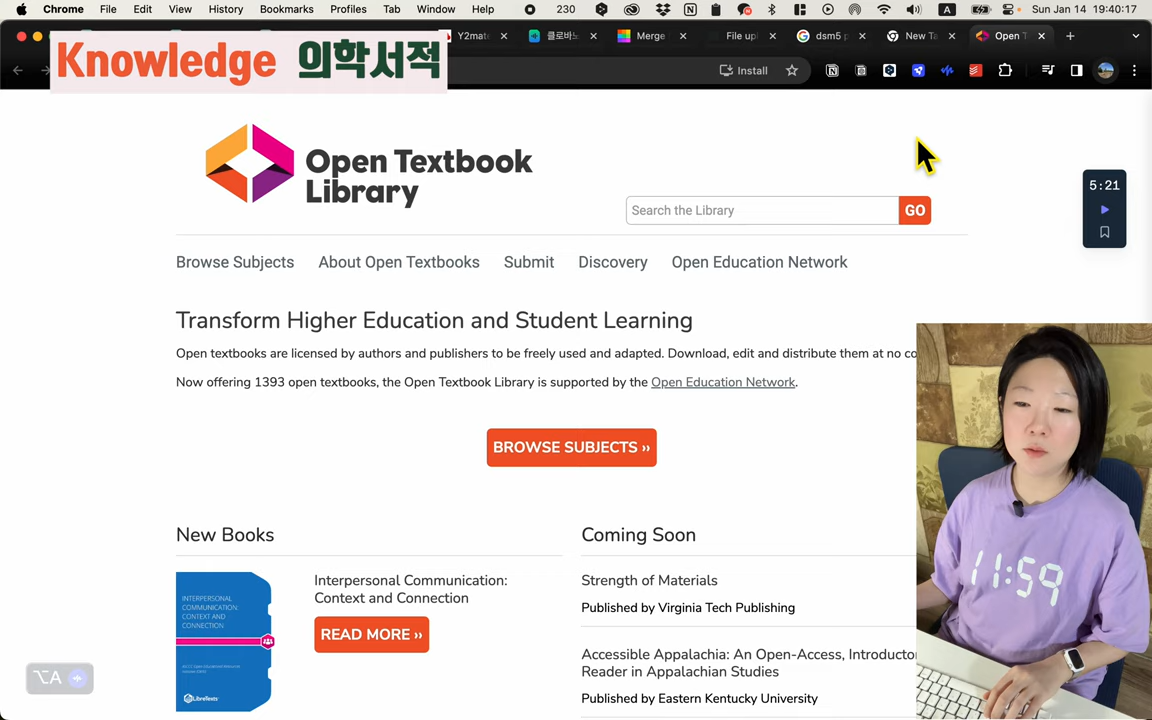 Chrome File Edit View History Bookmarks Profiles Tab Window Help 230 A Sun Jan 14 19:40:17
Y2mate
클로바노
Merge
File upl
dsm5 p
New Ta
Open T
Knowledge 의학서적
Install
Open Textbook
Library
Search the Library GO
5:21
Browse Subjects About Open Textbooks Submit Discovery Open Education Network
Transform Higher Education and Student Learning
Open textbooks are licensed by authors and publishers to be freely used and adapted. Download, edit and distribute them at no co
Now offering 1393 open textbooks, the Open Textbook Library is supported by the Open Education Network.
BROWSE SUBJECTS ››
New Books
INTERPERSONAL
COMMUNICATION:
CONTEXT AND
CONNECTION
LibreTexts
Interpersonal Communication:
Context and Connection
READ MORE ››
Coming Soon
Strength of Materials
Published by Virginia Tech Publishing
Accessible Appalachia: An Open-Access, Introductor
Reader in Appalachian Studies
Published by Eastern Kentucky University
11:59
⌥A